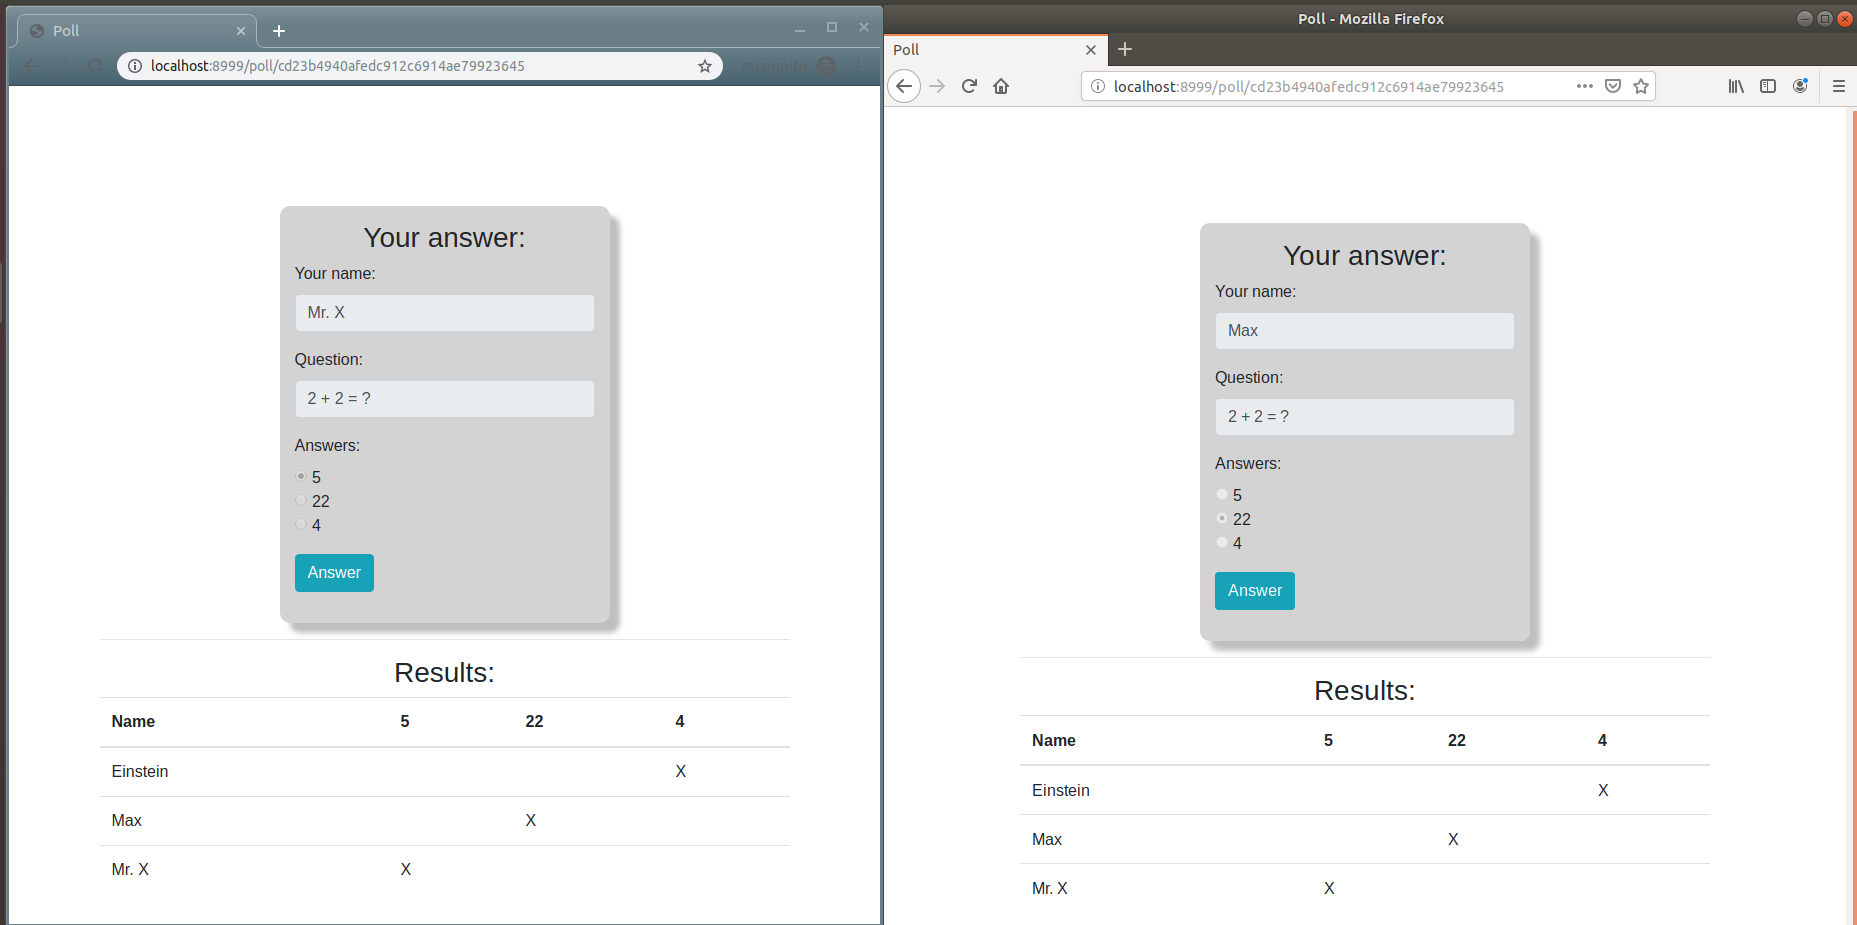 Poll
localhost:8999/poll/cd23b4940afedc912c6914ae79923645
Incognito
Your answer:
Your name:
Mr. X
Question:
2 + 2 = ?
Answers:
5
22
4
Answer
Results:
Name 5 22 4
Einstein X
Max X
Mr. X X
Poll - Mozilla Firefox
Poll
localhost:8999/poll/cd23b4940afedc912c6914ae79923645
Your answer:
Your name:
Max
Question:
2 + 2 = ?
Answers:
5
22
4
Answer
Results:
Name 5 22 4
Einstein X
Max X
Mr. X X